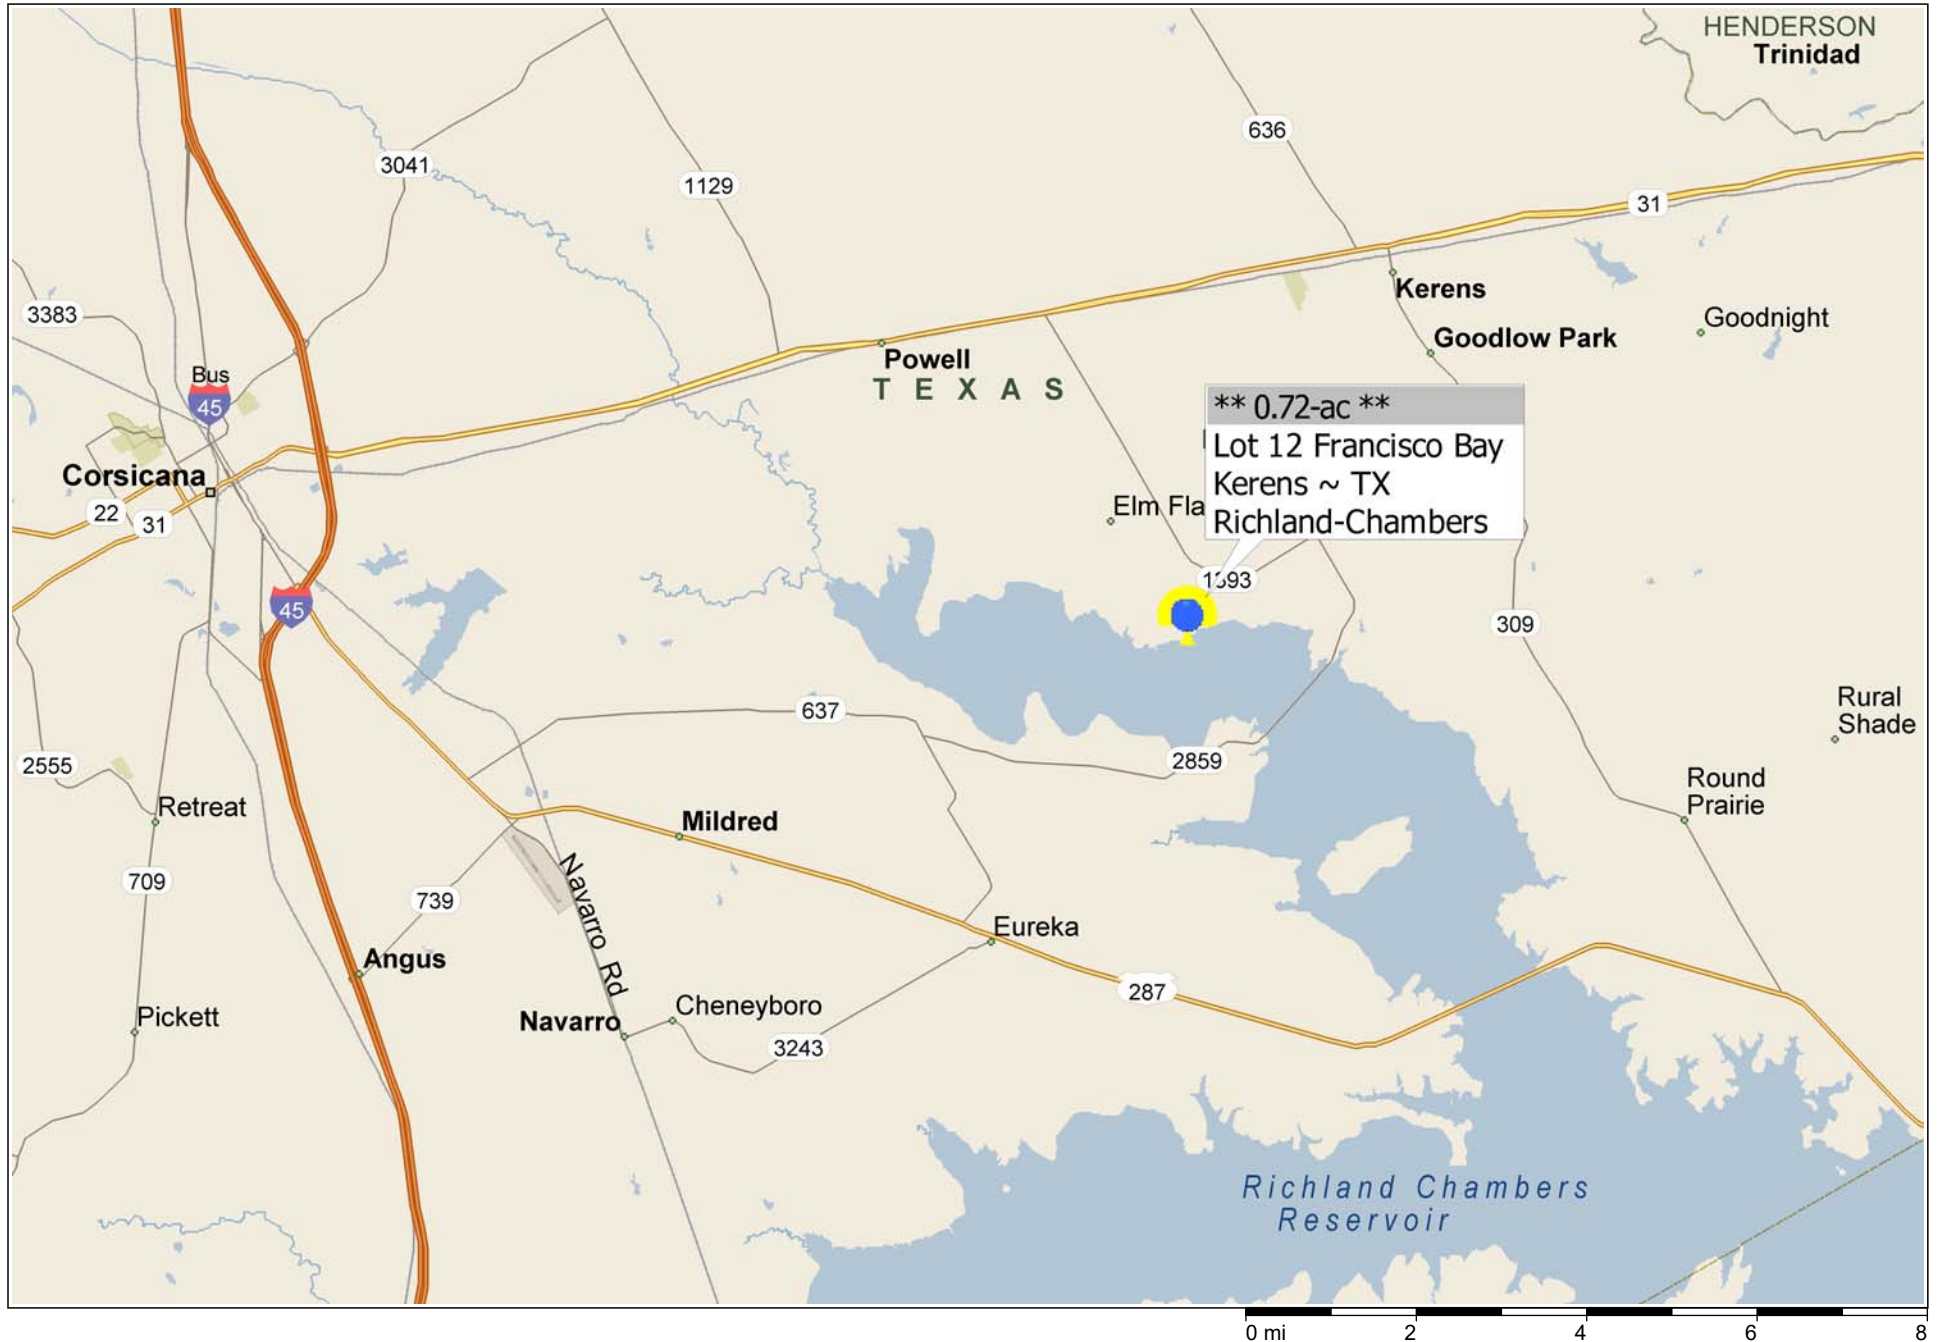 HENDERSON
Trinidad
636
3041
1129
31
Kerens
3383
Goodnight
Goodlow Park
Powell
Bus
45
TEXAS
** 0.72-ac **
Lot 12 Francisco Bay
Kerens ~ TX
Richland-Chambers
Corsicana
22
31
Elm Fla
1393
45
309
637
Rural
Shade
2555
2859
Round
Prairie
Retreat
Mildred
709
739
Navarro Rd
Eureka
Angus
287
Cheneyboro
Pickett
Navarro
3243
Richland Chambers
Reservoir
0 mi 2 4 6 8